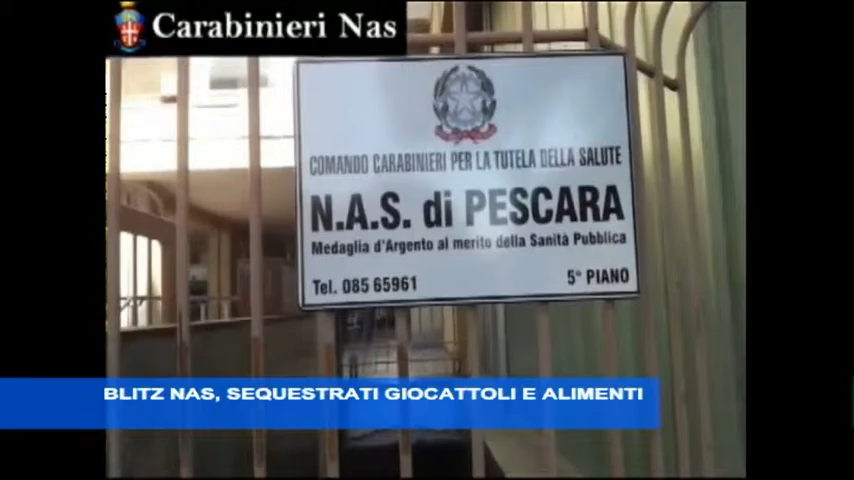 Carabinieri Nas
COMANDO CARABINIERI PER LA TUTELA DELLA SALUTE
N.A.S. di PESCARA
Medaglia d'Argento al merito della Sanità Pubblica
Tel. 085 65961 5° PIANO
BLITZ NAS, SEQUESTRATI GIOCATTOLI E ALIMENTI